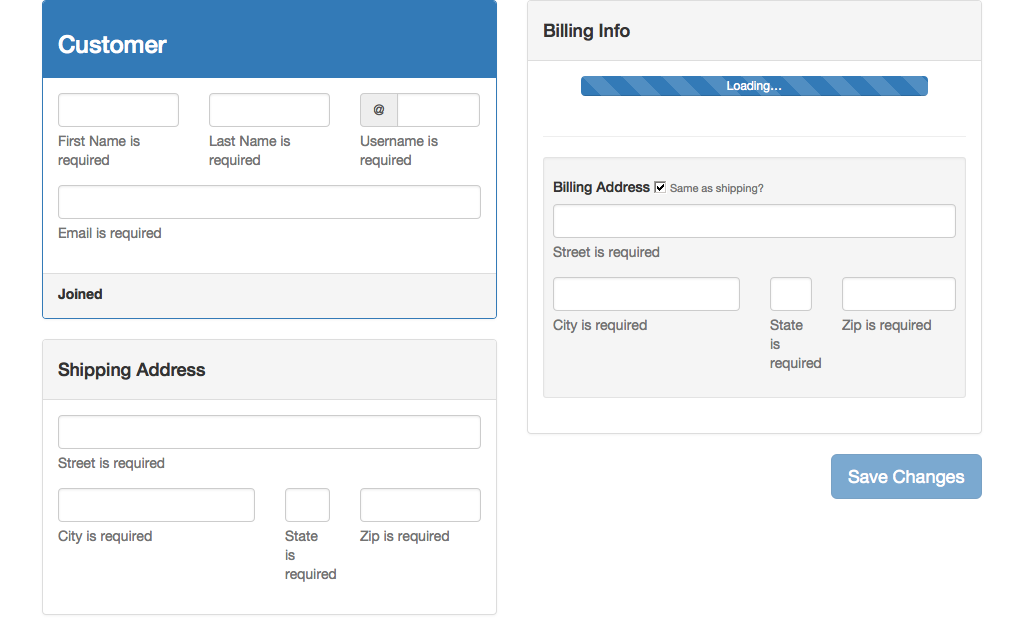 Customer
@
First Name is
required
Last Name is
required
Username is
required
Email is required
Joined
Shipping Address
Street is required
City is required
State
is
required
Zip is required
Billing Info
Loading...
Billing Address Same as shipping?
Street is required
City is required
State
is
required
Zip is required
Save Changes